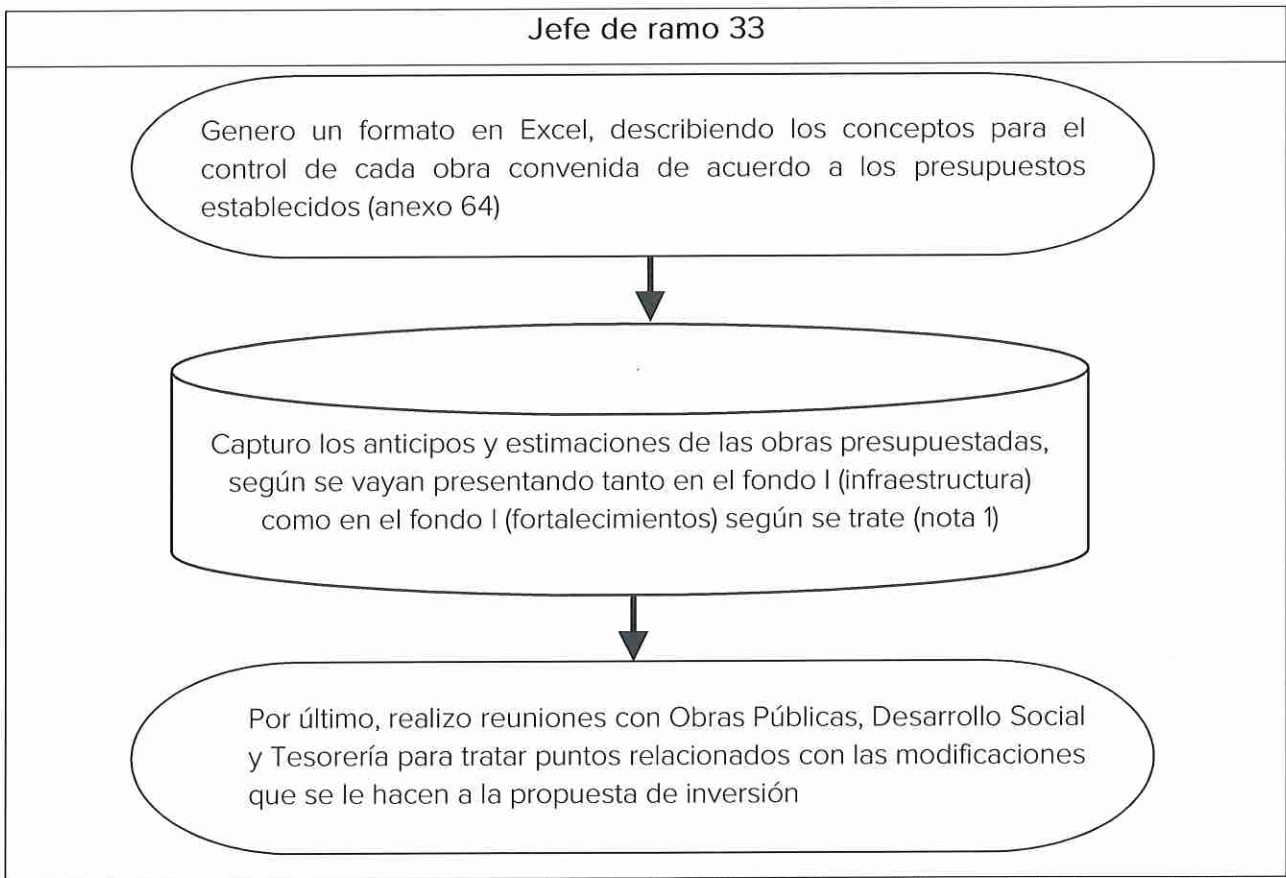 Jefe de ramo 33
Genero un formato en Excel, describiendo los conceptos para el
control de cada obra convenida de acuerdo a los presupuestos
establecidos (anexo 64)
Capturo los anticipos y estimaciones de las obras presupuestadas,
según se vayan presentando tanto en el fondo I (infraestructura)
como en el fondo I (fortalecimientos) según se trate (nota 1)
Por último, realizo reuniones con Obras Públicas, Desarrollo Social
y Tesorería para tratar puntos relacionados con las modificaciones
que se le hacen a la propuesta de inversión